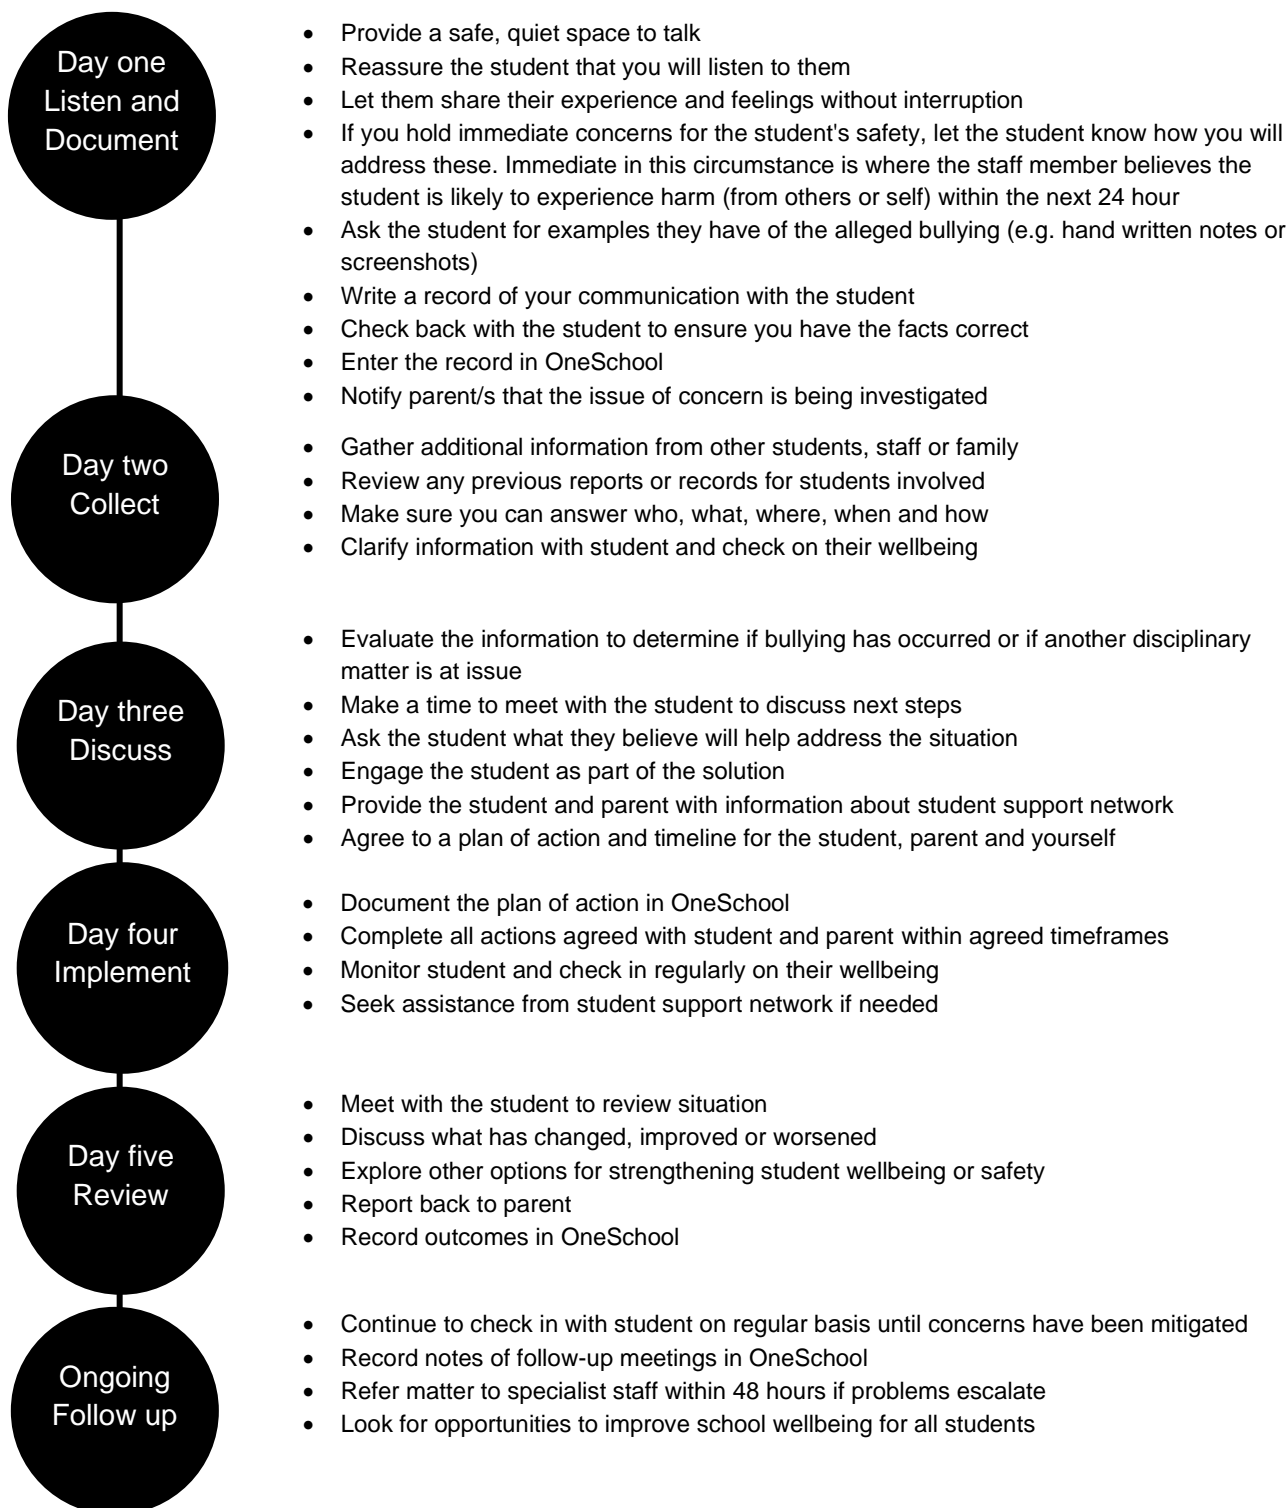 Day one
Listen and
Document
• Provide a safe, quiet space to talk
• Reassure the student that you will listen to them
• Let them share their experience and feelings without interruption
• If you hold immediate concerns for the student's safety, let the student know how you will
address these. Immediate in this circumstance is where the staff member believes the
student is likely to experience harm (from others or self) within the next 24 hour
• Ask the student for examples they have of the alleged bullying (e.g. hand written notes or
screenshots)
• Write a record of your communication with the student
• Check back with the student to ensure you have the facts correct
• Enter the record in OneSchool
• Notify parent/s that the issue of concern is being investigated
Day two
Collect
• Gather additional information from other students, staff or family
• Review any previous reports or records for students involved
• Make sure you can answer who, what, where, when and how
• Clarify information with student and check on their wellbeing
Day three
Discuss
• Evaluate the information to determine if bullying has occurred or if another disciplinary
matter is at issue
• Make a time to meet with the student to discuss next steps
• Ask the student what they believe will help address the situation
• Engage the student as part of the solution
• Provide the student and parent with information about student support network
• Agree to a plan of action and timeline for the student, parent and yourself
Day four
Implement
• Document the plan of action in OneSchool
• Complete all actions agreed with student and parent within agreed timeframes
• Monitor student and check in regularly on their wellbeing
• Seek assistance from student support network if needed
Day five
Review
• Meet with the student to review situation
• Discuss what has changed, improved or worsened
• Explore other options for strengthening student wellbeing or safety
• Report back to parent
• Record outcomes in OneSchool
Ongoing
Follow up
• Continue to check in with student on regular basis until concerns have been mitigated
• Record notes of follow-up meetings in OneSchool
• Refer matter to specialist staff within 48 hours if problems escalate
• Look for opportunities to improve school wellbeing for all students